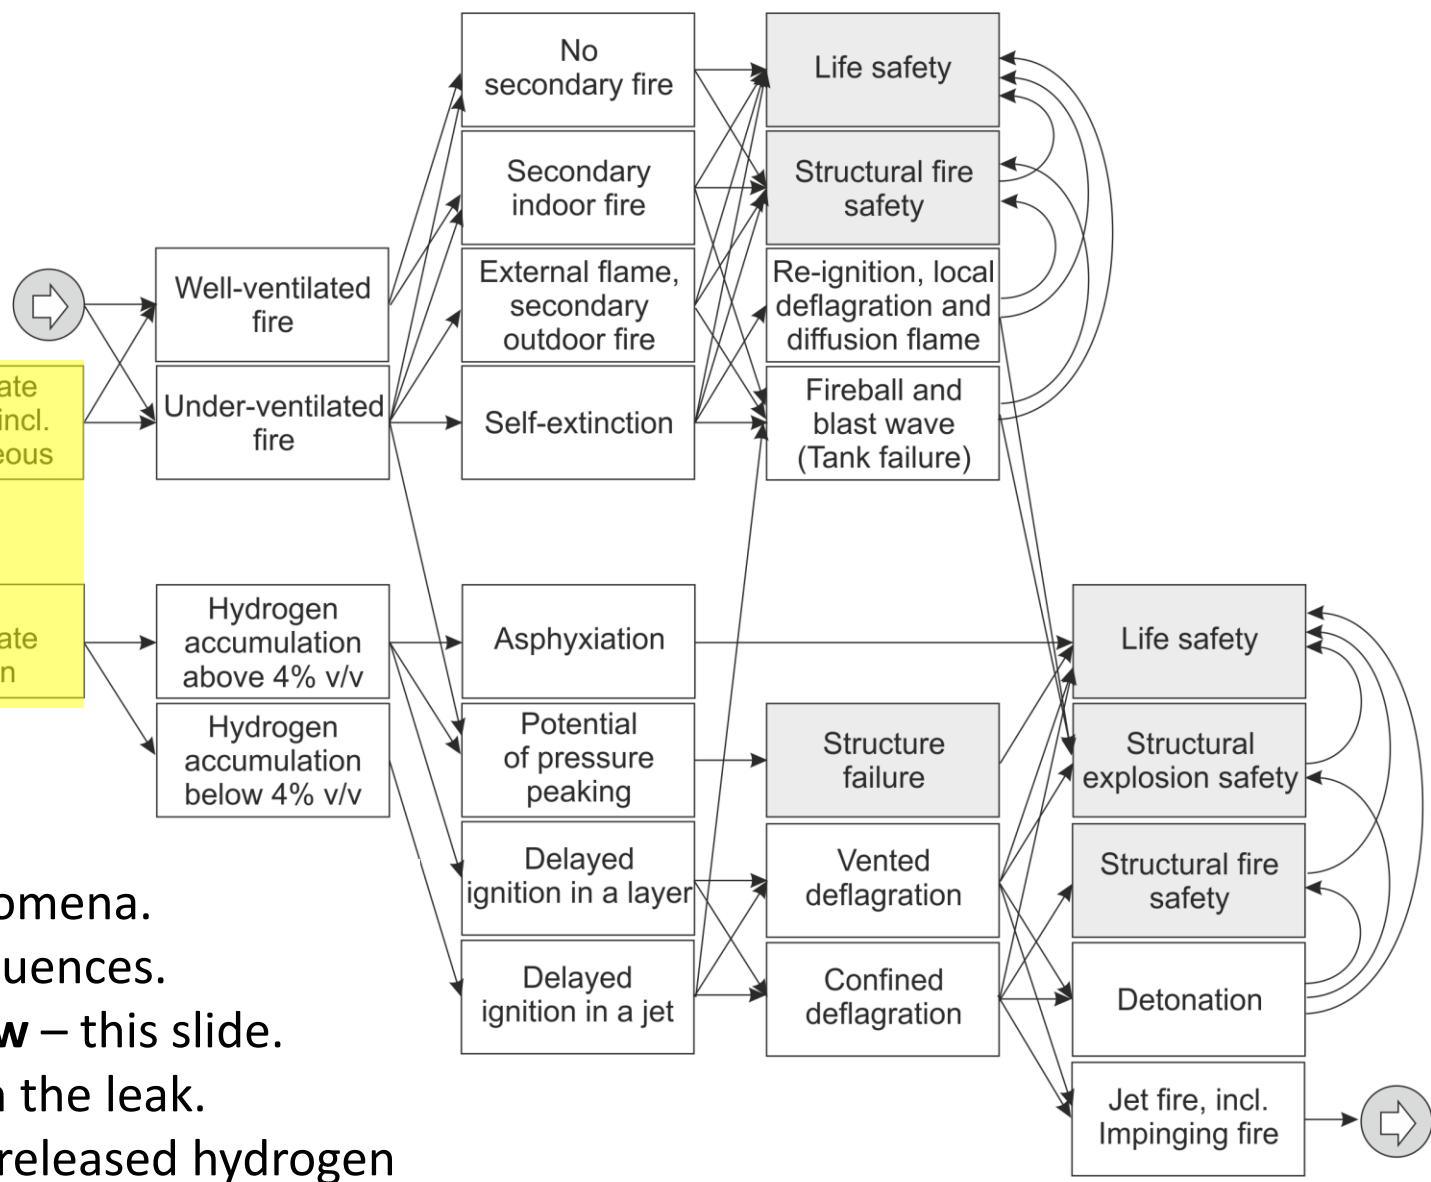 No
secondary fire
Life safety
Secondary
indoor fire
Structural fire
safety
Well-ventilated
fire
External flame,
secondary
outdoor fire
Re-ignition, local
deflagration and
diffusion flame
ate
incl.
eous
Under-ventilated
fire
Self-extinction
Fireball and
blast wave
(Tank failure)
ate
n
Hydrogen
accumulation
above 4% v/v
Asphyxiation
Life safety
Hydrogen
accumulation
below 4% v/v
Potential
of pressure
peaking
Structure
failure
Structural
explosion safety
Delayed
ignition in a layer
Vented
deflagration
Structural fire
safety
Delayed
ignition in a jet
Confined
deflagration
Detonation
Jet fire, incl.
Impinging fire
omena.
uences.
w – this slide.
n the leak.
released hydrogen